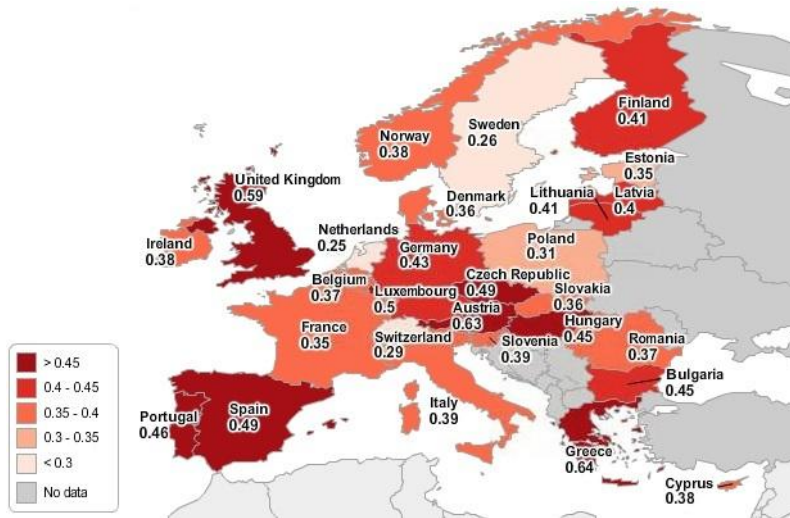 Finland
0.41
Norway
0.38
Sweden
0.26
Estonia
0.35
United Kingdom
0.59
Denmark
0.36
Lithuania
0.41
Latvia
0.4
Ireland
0.38
Netherlands
0.25
Germany
0.43
Poland
0.31
Belgium
0.37
Czech Republic
0.49
Luxembourg
0.5
Slovakia
0.36
Austria
0.63
France
0.35
Switzerland
0.29
Slovenia
0.39
Hungary
0.45
Romania
0.37
Bulgaria
0.45
Portugal
0.46
Spain
0.49
Italy
0.39
Greece
0.64
Cyprus
0.38
> 0.45
0.4 - 0.45
0.35 - 0.4
0.3 - 0.35
< 0.3
No data